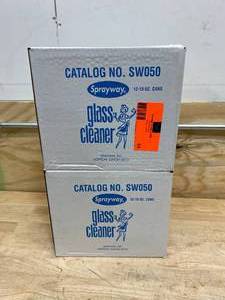 CATALOG NO. SW050
Sprayway
12-19-OZ. CANS
glass
cleaner
CATALOG NO. SW050
Sprayway
12-19-OZ. CANS
glass
cleaner